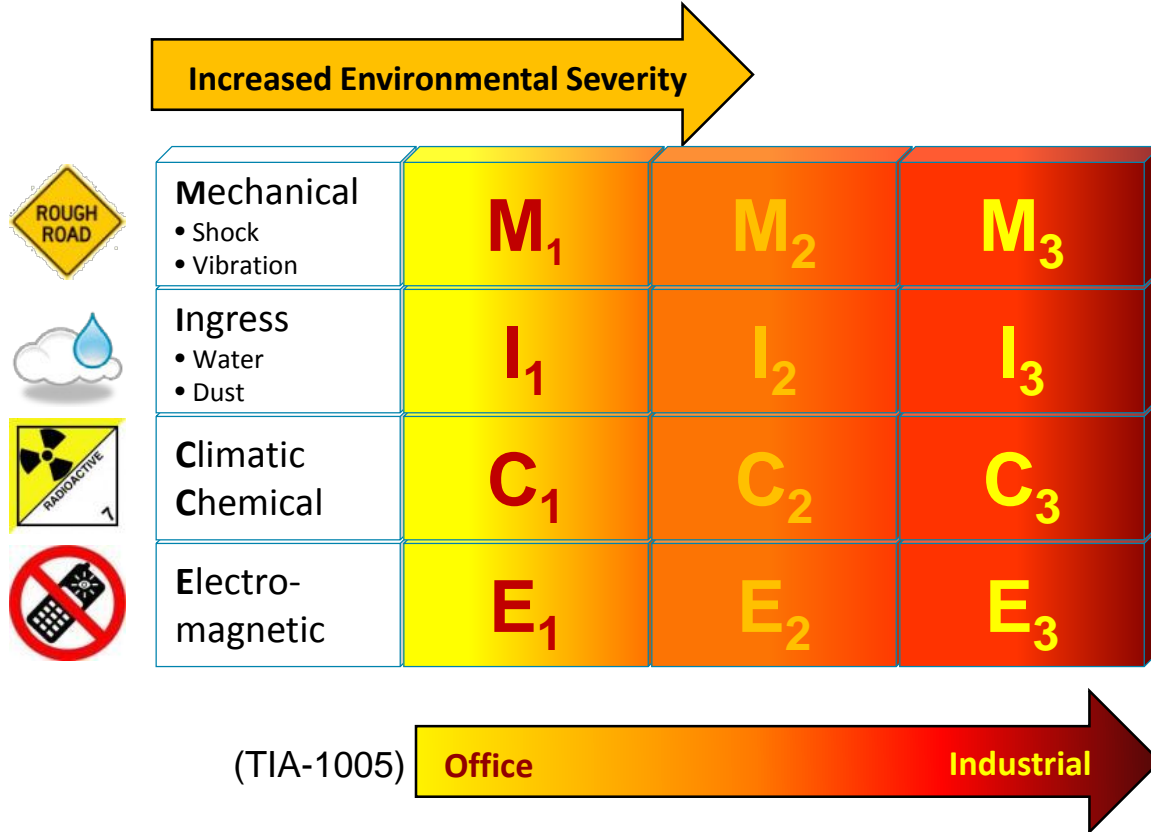 Increased Environmental Severity
ROUGH
ROAD
Mechanical
• Shock
• Vibration
M1
M2
M3
Ingress
• Water
• Dust
I1
I2
I3
RADIOACTIVE
7
Climatic
Chemical
C1
C2
C3
Electro-
magnetic
E1
E2
E3
(TIA-1005)
Office
Industrial